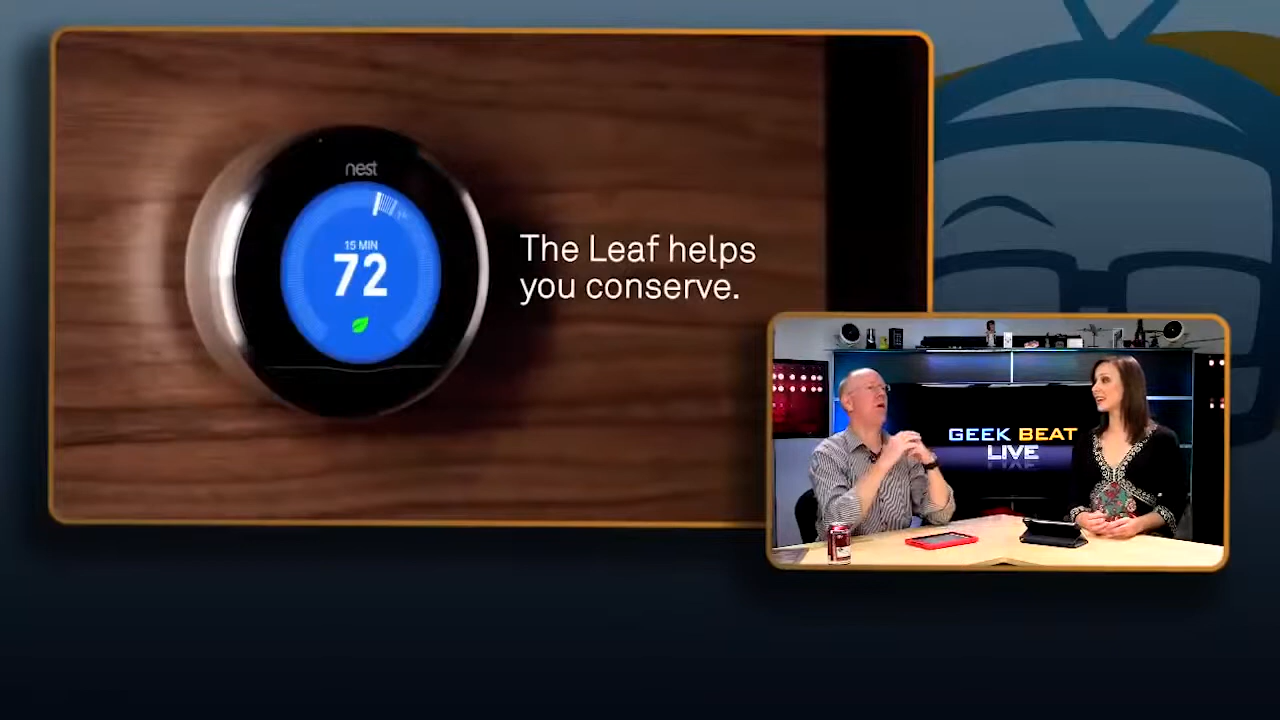 nest
15 MIN
72
The Leaf helps
you conserve.
GEEK BEAT
LIVE